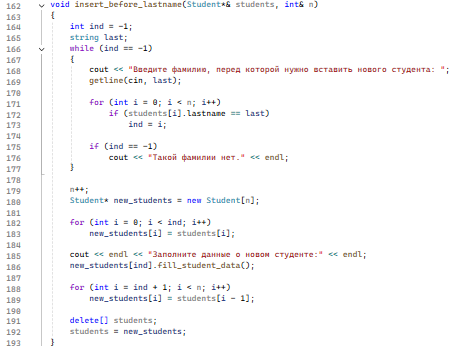 162 void insert_before_lastname(Student*& students, int& n)
163 {
164 int ind = -1;
165 string last;
166 while (ind == -1)
167 {
168 cout << "Введите фамилию, перед которой нужно вставить нового студента: ";
169 getline(cin, last);
170
171 for (int i = 0; i < n; i++)
172 if (students[i].lastname == last)
173 ind = i;
174
175 if (ind == -1)
176 cout << "Такой фамилии нет." << endl;
177 }
178
179 n++;
180 Student* new_students = new Student[n];
181
182 for (int i = 0; i < ind; i++)
183 new_students[i] = students[i];
184
185 cout << endl << "Заполните данные о новом студенте:" << endl;
186 new_students[ind].fill_student_data();
187
188 for (int i = ind + 1; i < n; i++)
189 new_students[i] = students[i - 1];
190
191 delete[] students;
192 students = new_students;
193 }